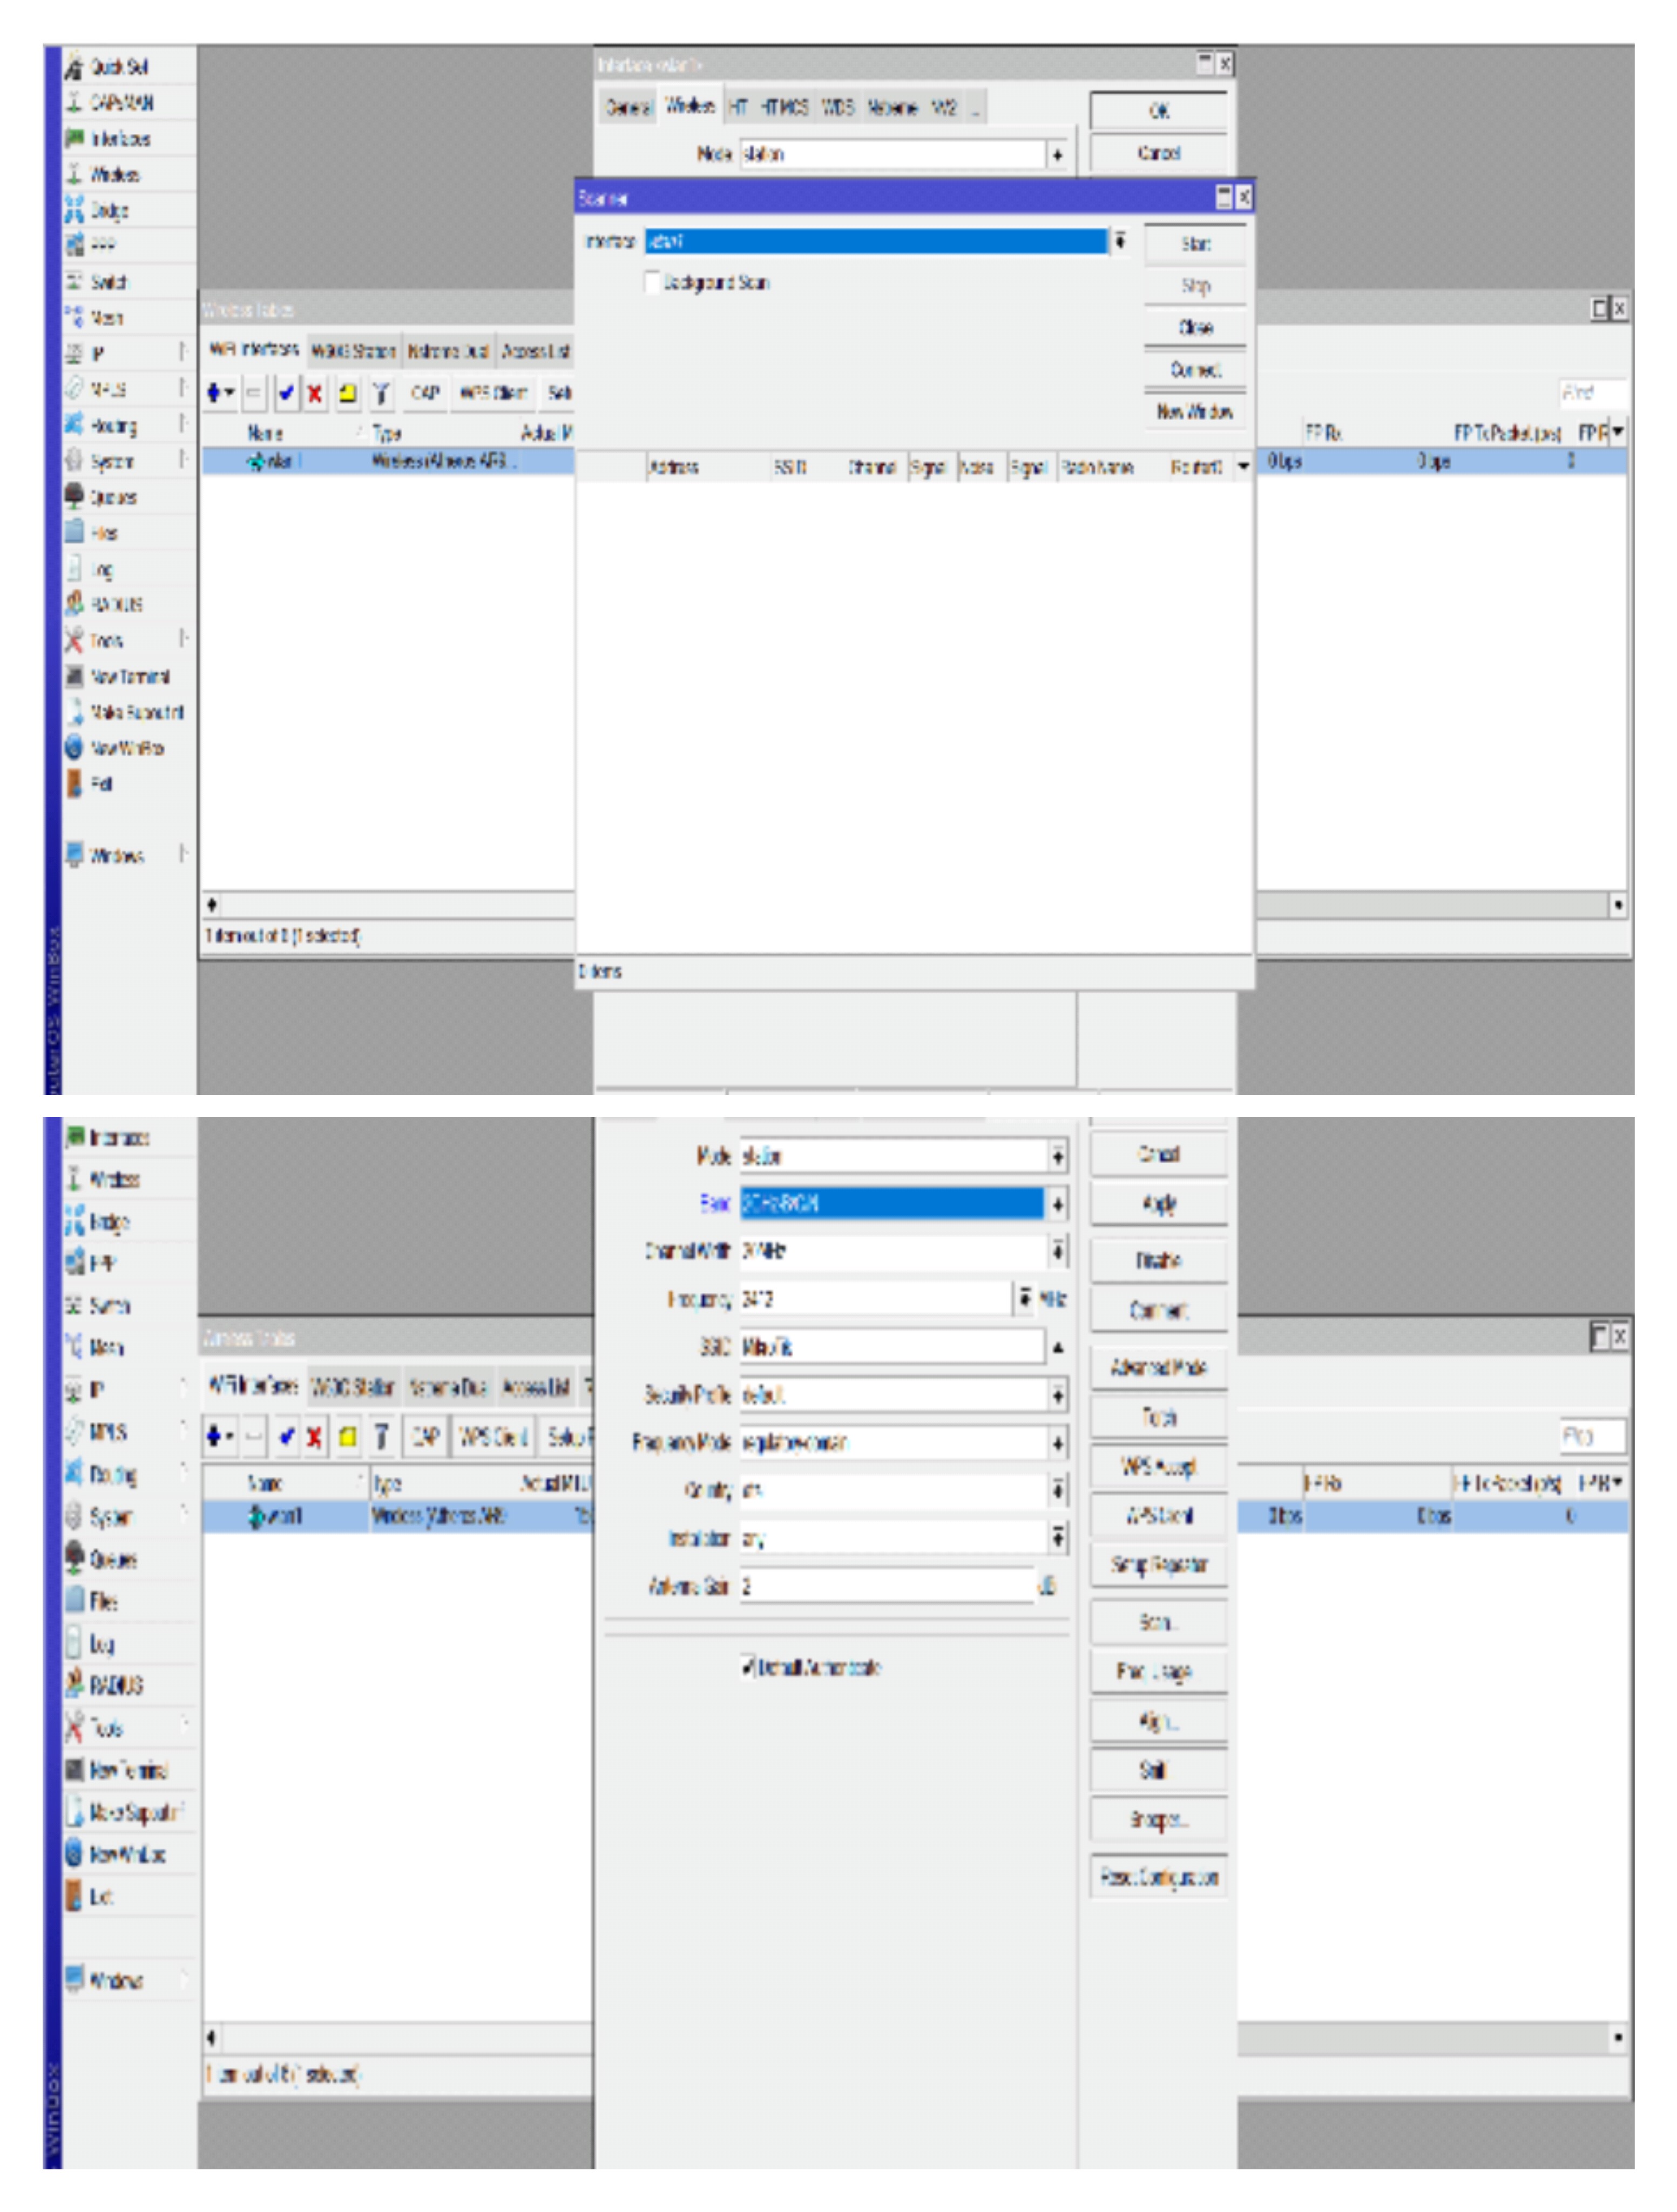 Quick Set
CAPsMAN
Interfaces
Wireless
Bridge
PPP
Switch
Mesh
IP
MPLS
Routing
System
Queues
Files
Log
RADIUS
Tools
New Terminal
Make Supout.rif
New WinBox
Exit
Windows
Interface <wlan1>
General Wireless HT HT MCS WDS Nstreme NV2 ...
Mode station
OK
Cancel
Scanner
Interface wlan1
Background Scan
Start
Stop
Close
Connect
New Window
Address SSID Channel Signal Noise Signal Radio Name RouterO
0 items
Wireless Tables
WiFi Interfaces W60G Station Nstreme Dual Access List
CAP WPS Client Set
Find
Name Type Actual M
FP Rx FP Tx Packet (p/s) FP R
wlan1 Wireless (Atheros AR9...
0 bps 0 bps 0
1 item out of 6 (1 selected)
WinBox
Interfaces
Wireless
Bridge
PPP
Switch
Mesh
IP
MPLS
Routing
System
Queues
Files
Log
RADIUS
Tools
New Terminal
Make Supout.rif
New WinBox
Exit
Windows
Mode station
Band 2GHz-B/G/N
Channel Width 20MHz
Frequency 2412 MHz
SSID MikroTik
Security Profile default
Frequency Mode regulatory-domain
Country etsi
Installation any
Antenna Gain 2 dBi
Default Authenticate
Cancel
Apply
Disable
Comment
Advanced Mode
Torch
WPS Accept
WPS Client
Setup Repeater
Scan...
Freq. Usage...
Align...
Sniff...
Snooper...
Reset Configuration
Wireless Tables
WiFi Interfaces W60G Station Nstreme Dual Access List
CAP WPS Client Setup R
Find
Name Type Actual MTU
FP Rx FP Tx Packet (p/s) FP R
wlan1 Wireless (Atheros AR9
0 bps 0 bps 0
1 item out of 6 (1 selected)
WinBox